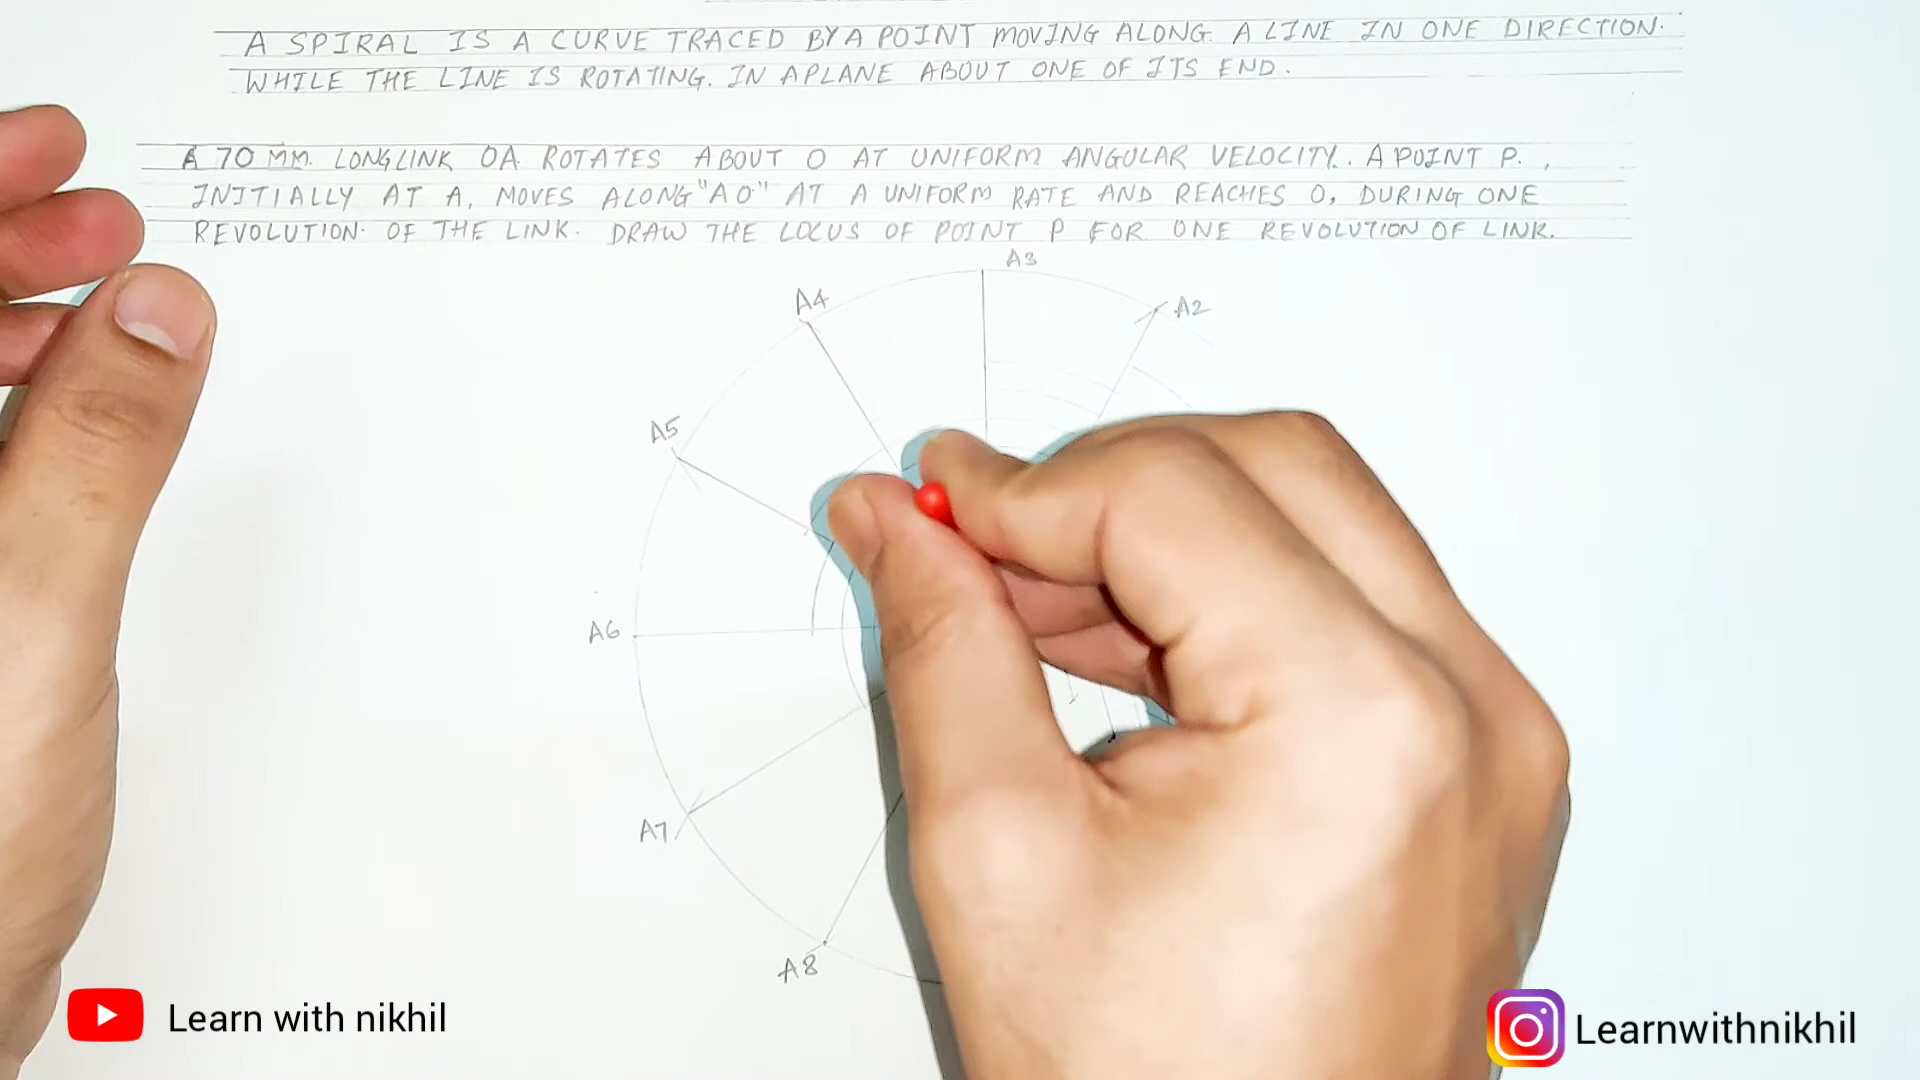 A SPIRAL IS A CURVE TRACED BY A POINT MOVING ALONG. A LINE IN ONE DIRECTION.
WHILE THE LINE IS ROTATING. IN A PLANE ABOUT ONE OF ITS END.
A 70 MM. LONG LINK OA ROTATES ABOUT O AT UNIFORM ANGULAR VELOCITY.. A POINT P. ,
INITIALLY AT A, MOVES ALONG "AO" AT A UNIFORM RATE AND REACHES O, DURING ONE
REVOLUTION. OF THE LINK. DRAW THE LOCUS OF POINT P FOR ONE REVOLUTION OF LINK.
A3
A4
A2
A5
A6
A7
A8
Learn with nikhil
Learnwithnikhil